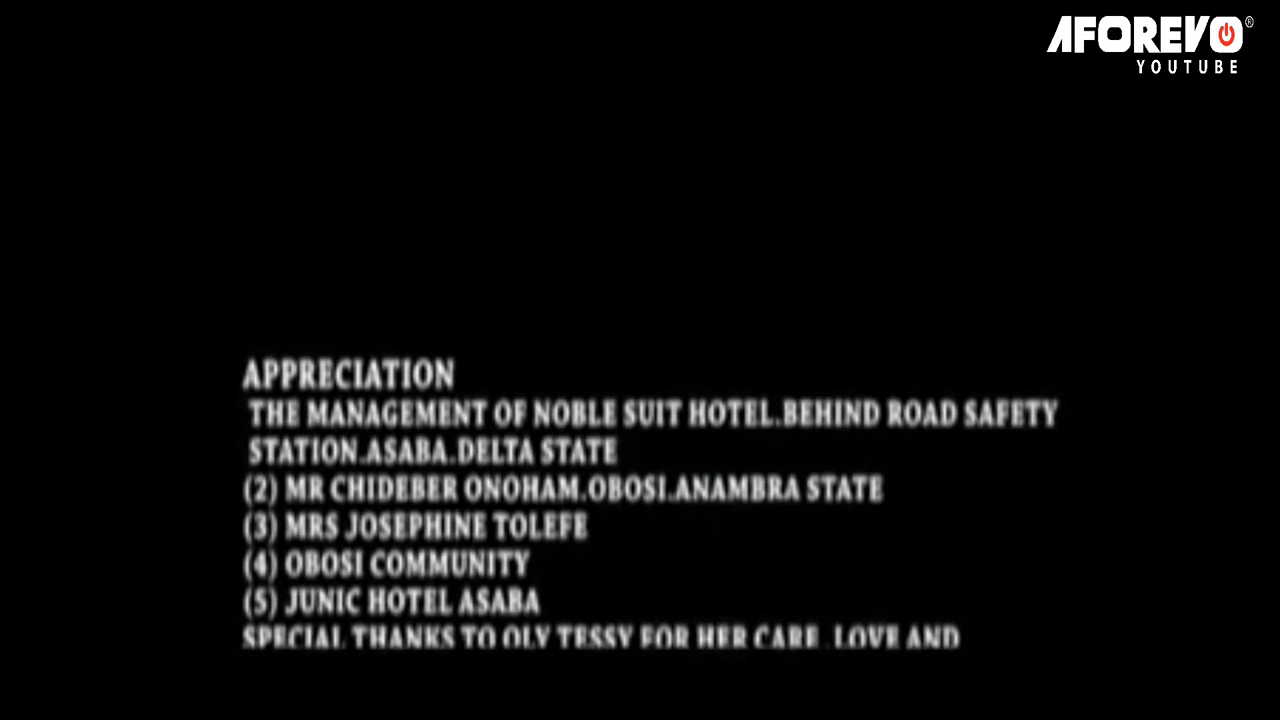 AFOREVO®
YOUTUBE
APPRECIATION
THE MANAGEMENT OF NOBLE SUIT HOTEL.BEHIND ROAD SAFETY
STATION.ASABA.DELTA STATE
(2) MR CHIDEBER ONOHAM.OBOSI.ANAMBRA STATE
(3) MRS JOSEPHINE TOLEFE
(4) OBOSI COMMUNITY
(5) JUNIC HOTEL ASABA
SPECIAL THANKS TO OLY TESSY FOR HER CARE, LOVE AND